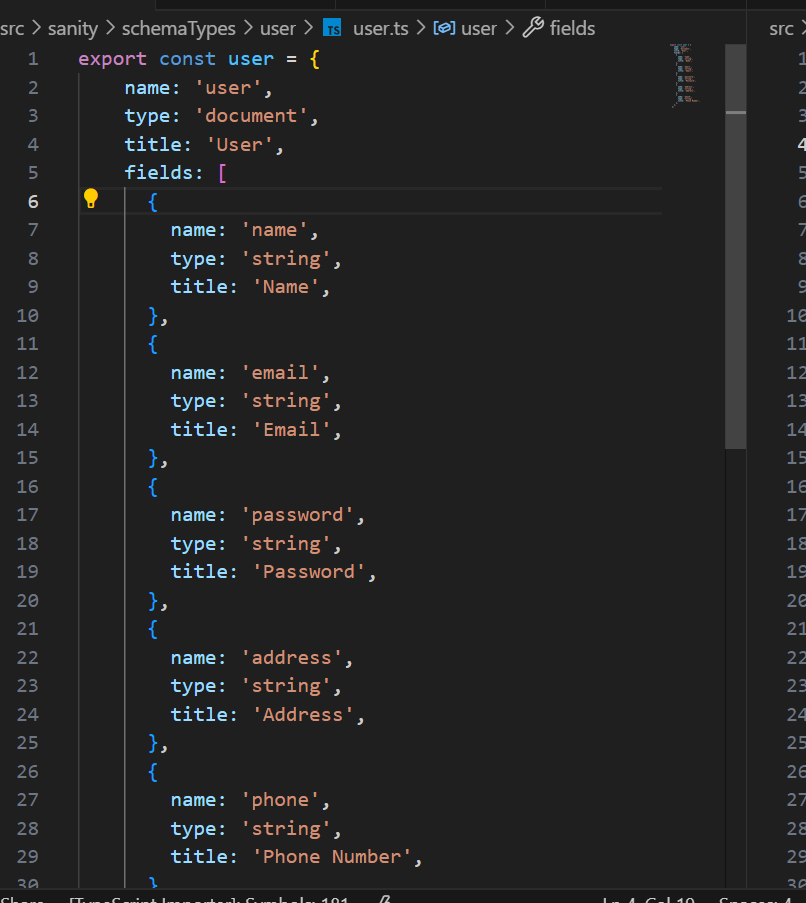 src > sanity > schemaTypes > user > TS user.ts > user > fields
src >
1 export const user = {
2 name: 'user',
3 type: 'document',
4 title: 'User',
5 fields: [
6 {
7 name: 'name',
8 type: 'string',
9 title: 'Name',
10 },
11 {
12 name: 'email',
13 type: 'string',
14 title: 'Email',
15 },
16 {
17 name: 'password',
18 type: 'string',
19 title: 'Password',
20 },
21 {
22 name: 'address',
23 type: 'string',
24 title: 'Address',
25 },
26 {
27 name: 'phone',
28 type: 'string',
29 title: 'Phone Number',
30 }
1
2
3
4
5
6
7
8
9
10
11
12
13
14
15
16
17
18
19
20
21
22
23
24
25
26
27
28
29
30
Share [TypeScript Importer]: Symbols: 181 Ln 4, Col 19 Spaces: 4